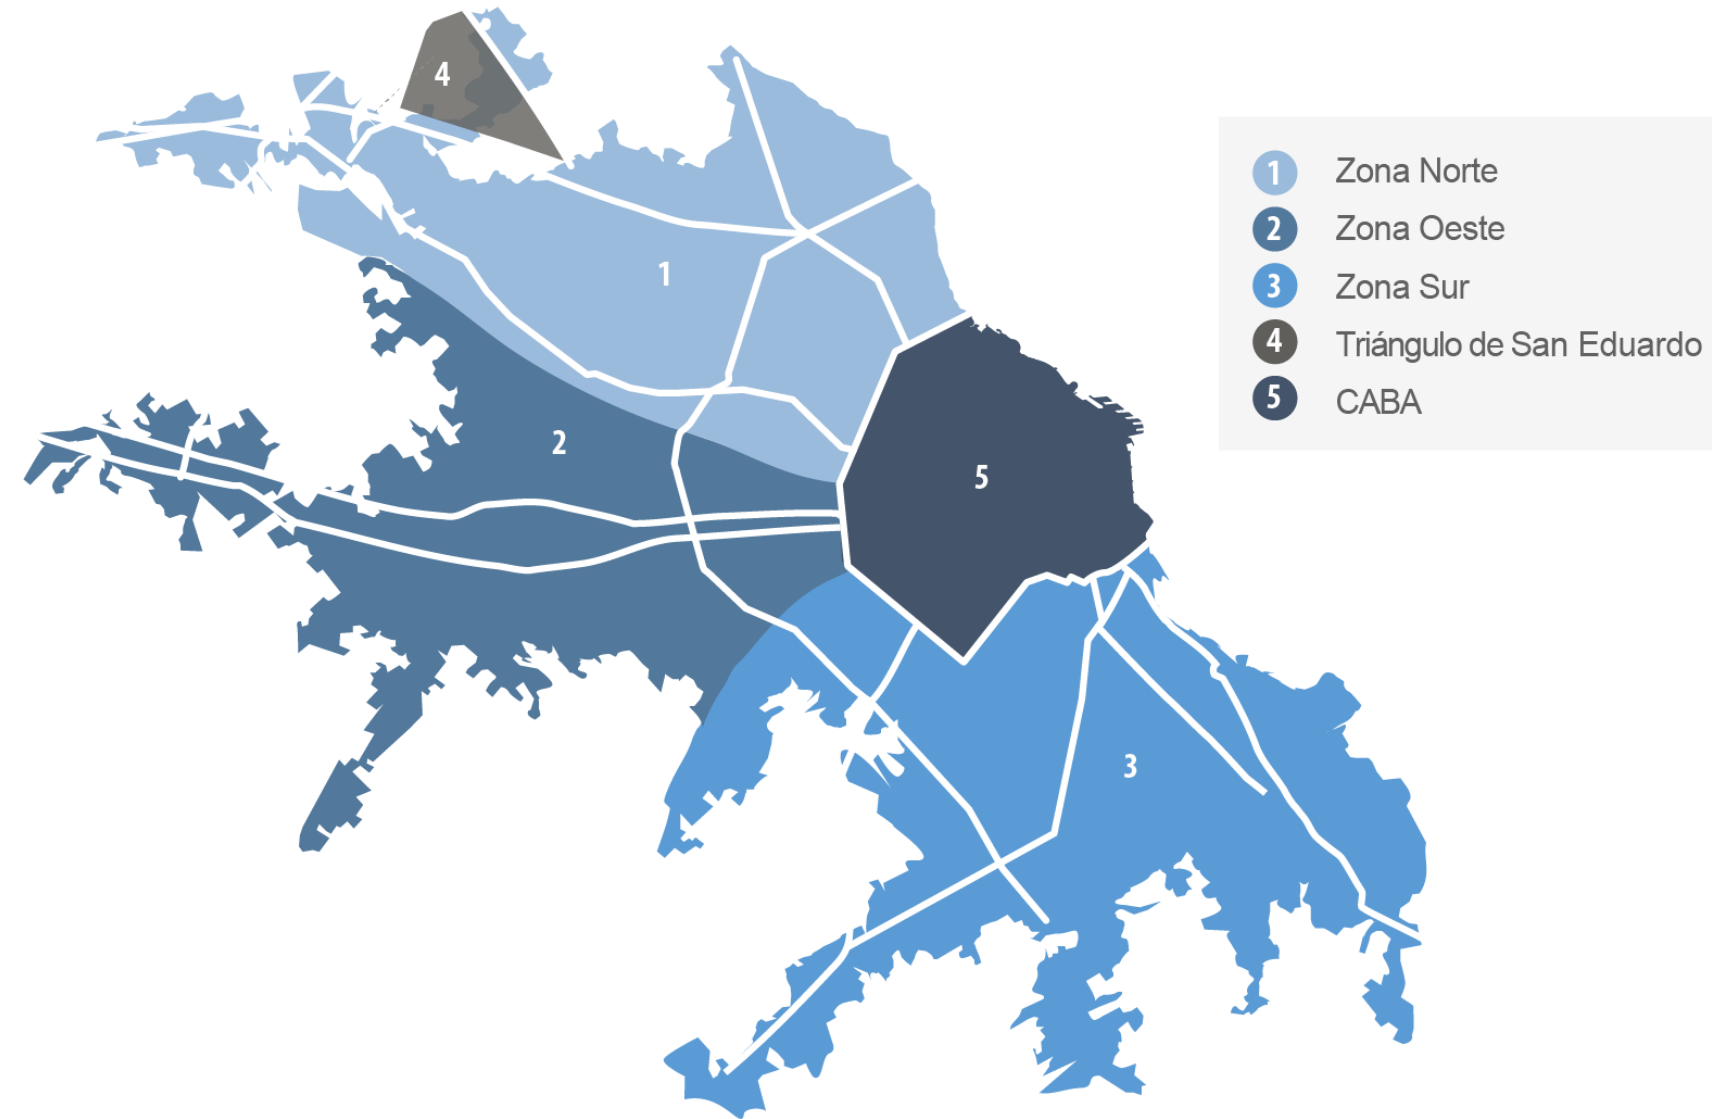 4
1
2
5
3
1 Zona Norte
2 Zona Oeste
3 Zona Sur
4 Triángulo de San Eduardo
5 CABA